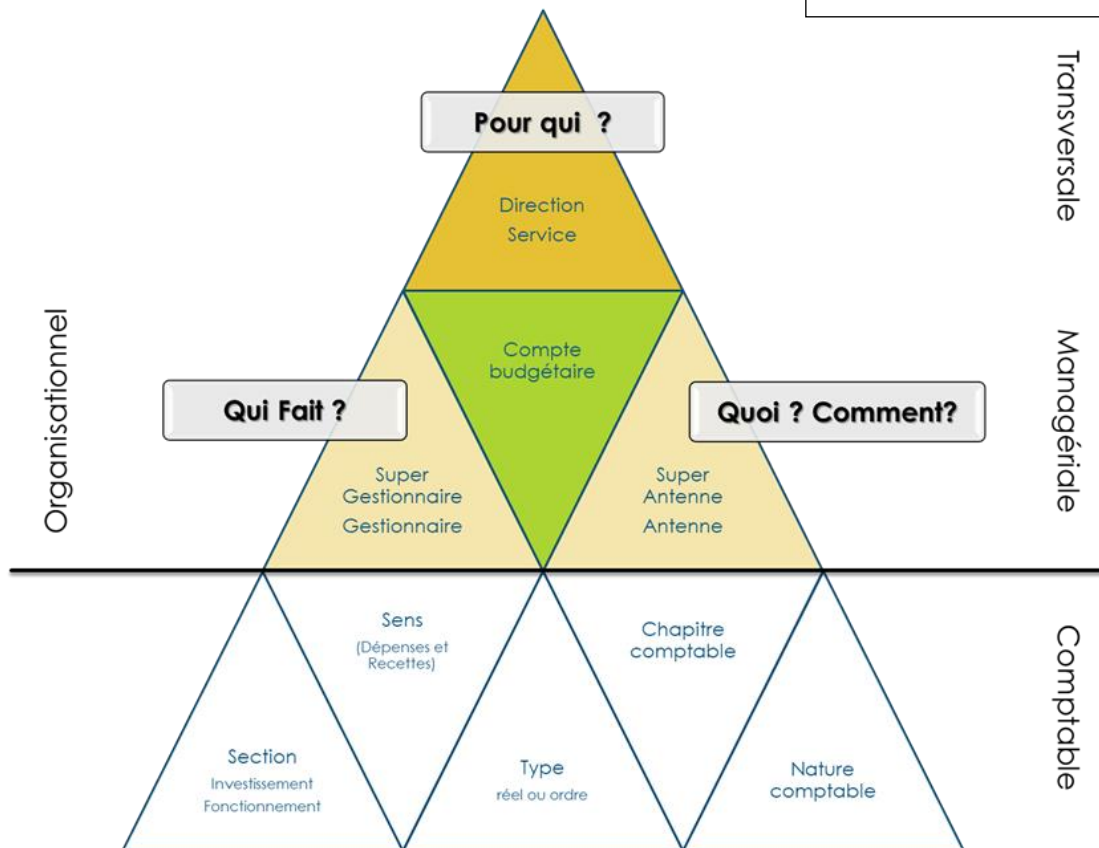 Pour qui ?
Direction
Service
Transversale
Organisationnel
Compte
budgétaire
Qui Fait ?
Quoi ? Comment?
Super
Gestionnaire
Gestionnaire
Super
Antenne
Antenne
Managériale
Sens
(Dépenses et
Recettes)
Chapitre
comptable
Section
Investissement
Fonctionnement
Type
réel ou ordre
Nature
comptable
Comptable